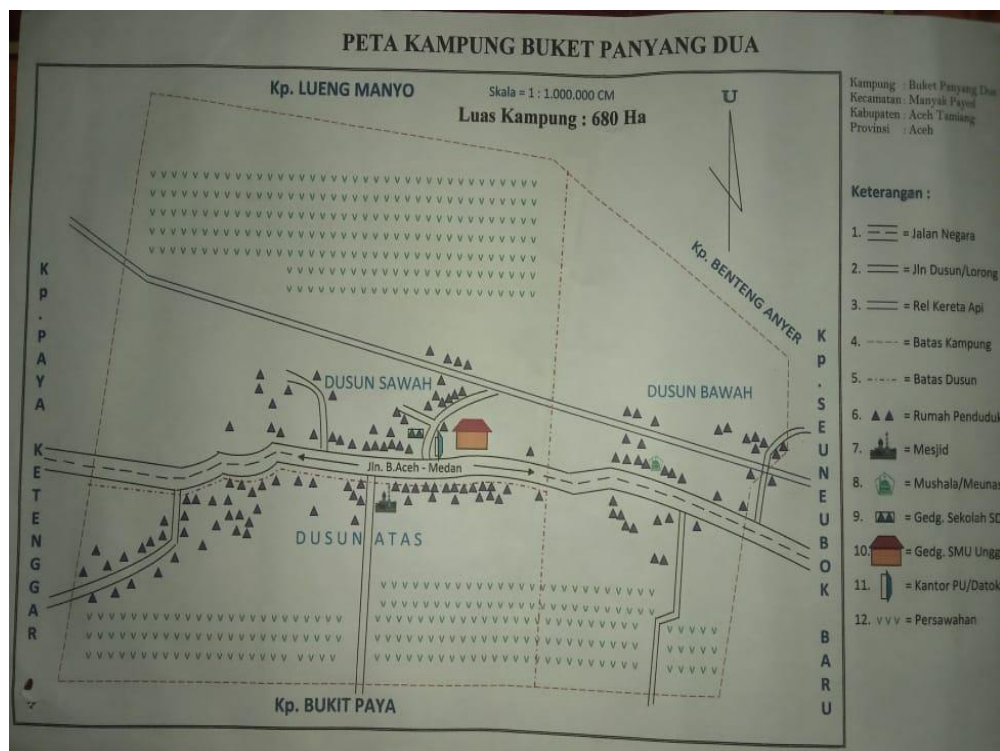 PETA KAMPUNG BUKET PANYANG DUA
Kp. LUENG MANYO
Skala = 1 : 1.000.000 CM
Luas Kampung : 680 Ha
U
Kampung : Buket Panyang Dua
Kecamatan : Manyak Payed
Kabupaten : Aceh Tamiang
Provinsi : Aceh
Kp. BENTENG ANYER
Kp.PAYA KETENGGAR
Kp.SEUNEUBOK BARU
DUSUN SAWAH
DUSUN BAWAH
Jln. B.Aceh - Medan
DUSUN ATAS
Kp. BUKIT PAYA
Keterangan :
1. = Jalan Negara
2. = Jln Dusun/Lorong
3. = Rel Kereta Api
4. = Batas Kampung
5. = Batas Dusun
6. = Rumah Penduduk
7. = Mesjid
8. = Mushala/Meunas
9. = Gedg. Sekolah SD
10. = Gedg. SMU Ungg
11. = Kantor PU/Datok
12. v v v = Persawahan